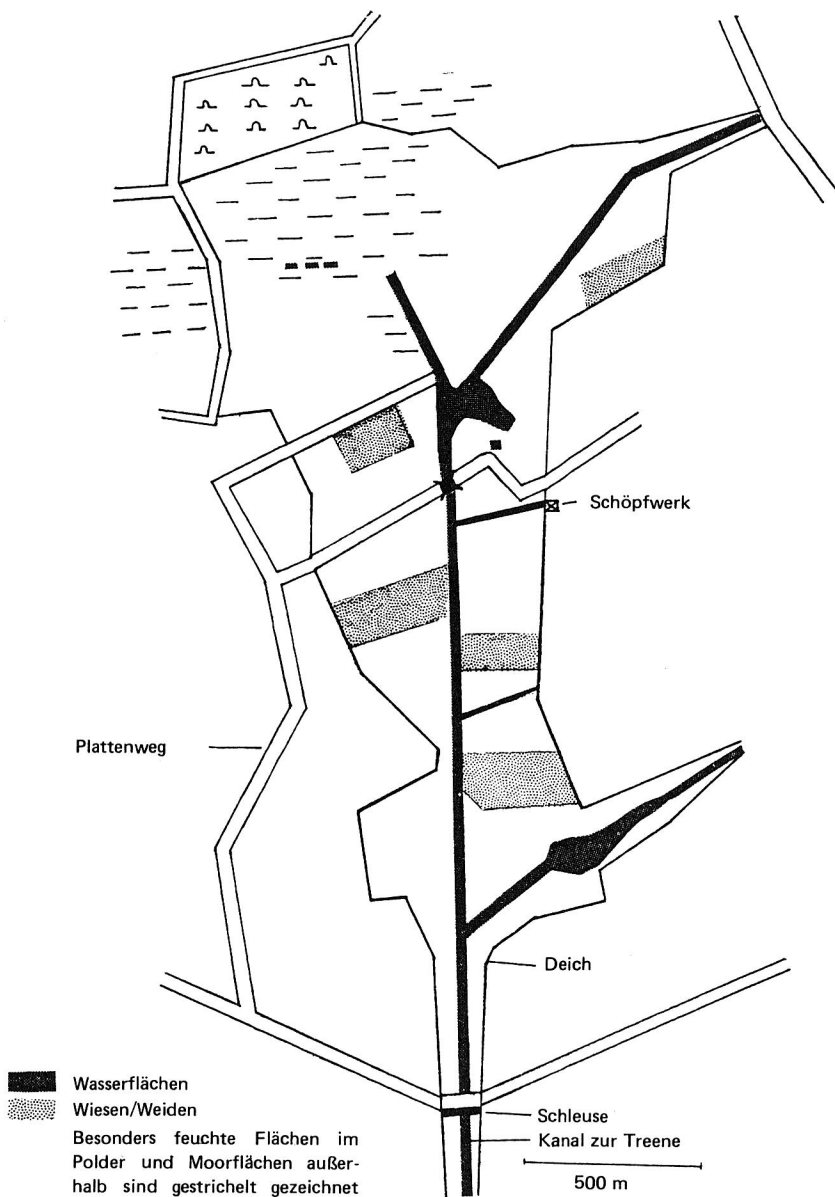 Schöpfwerk
Plattenweg
Deich
Wasserflächen
Wiesen/Weiden
Besonders feuchte Flächen im
Polder und Moorflächen außer-
halb sind gestrichelt gezeichnet
Schleuse
Kanal zur Treene
500 m